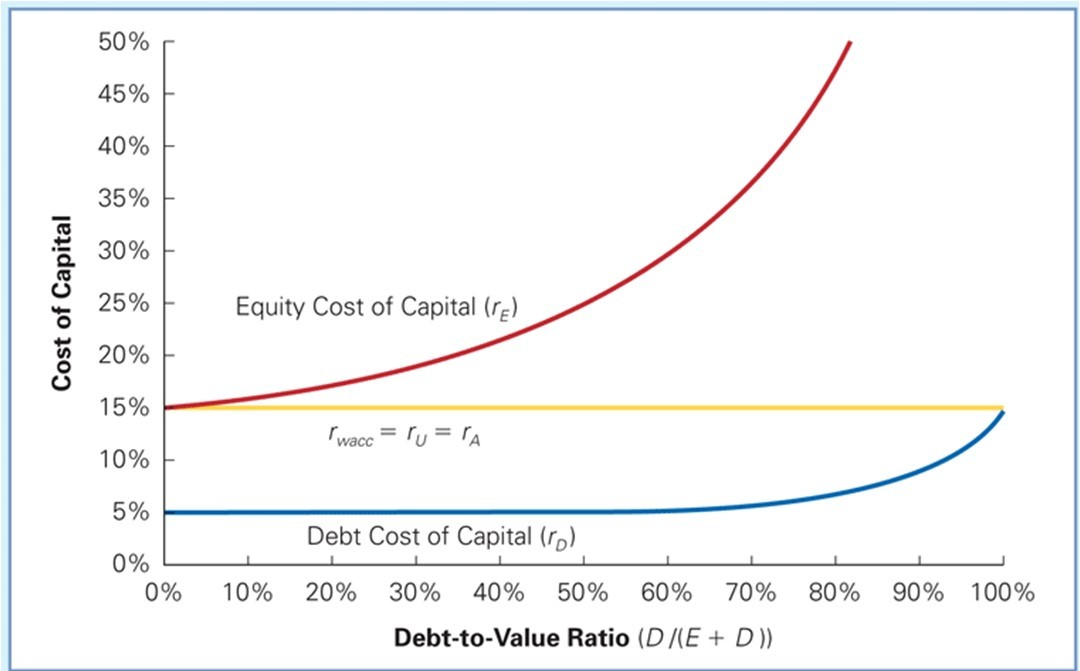 50%
45%
40%
35%
30%
25%
20%
15%
10%
5%
0%
Cost of Capital
Equity Cost of Capital (rE)
rwacc = rU = rA
Debt Cost of Capital (rD)
0% 10% 20% 30% 40% 50% 60% 70% 80% 90% 100%
Debt-to-Value Ratio (D/(E + D))